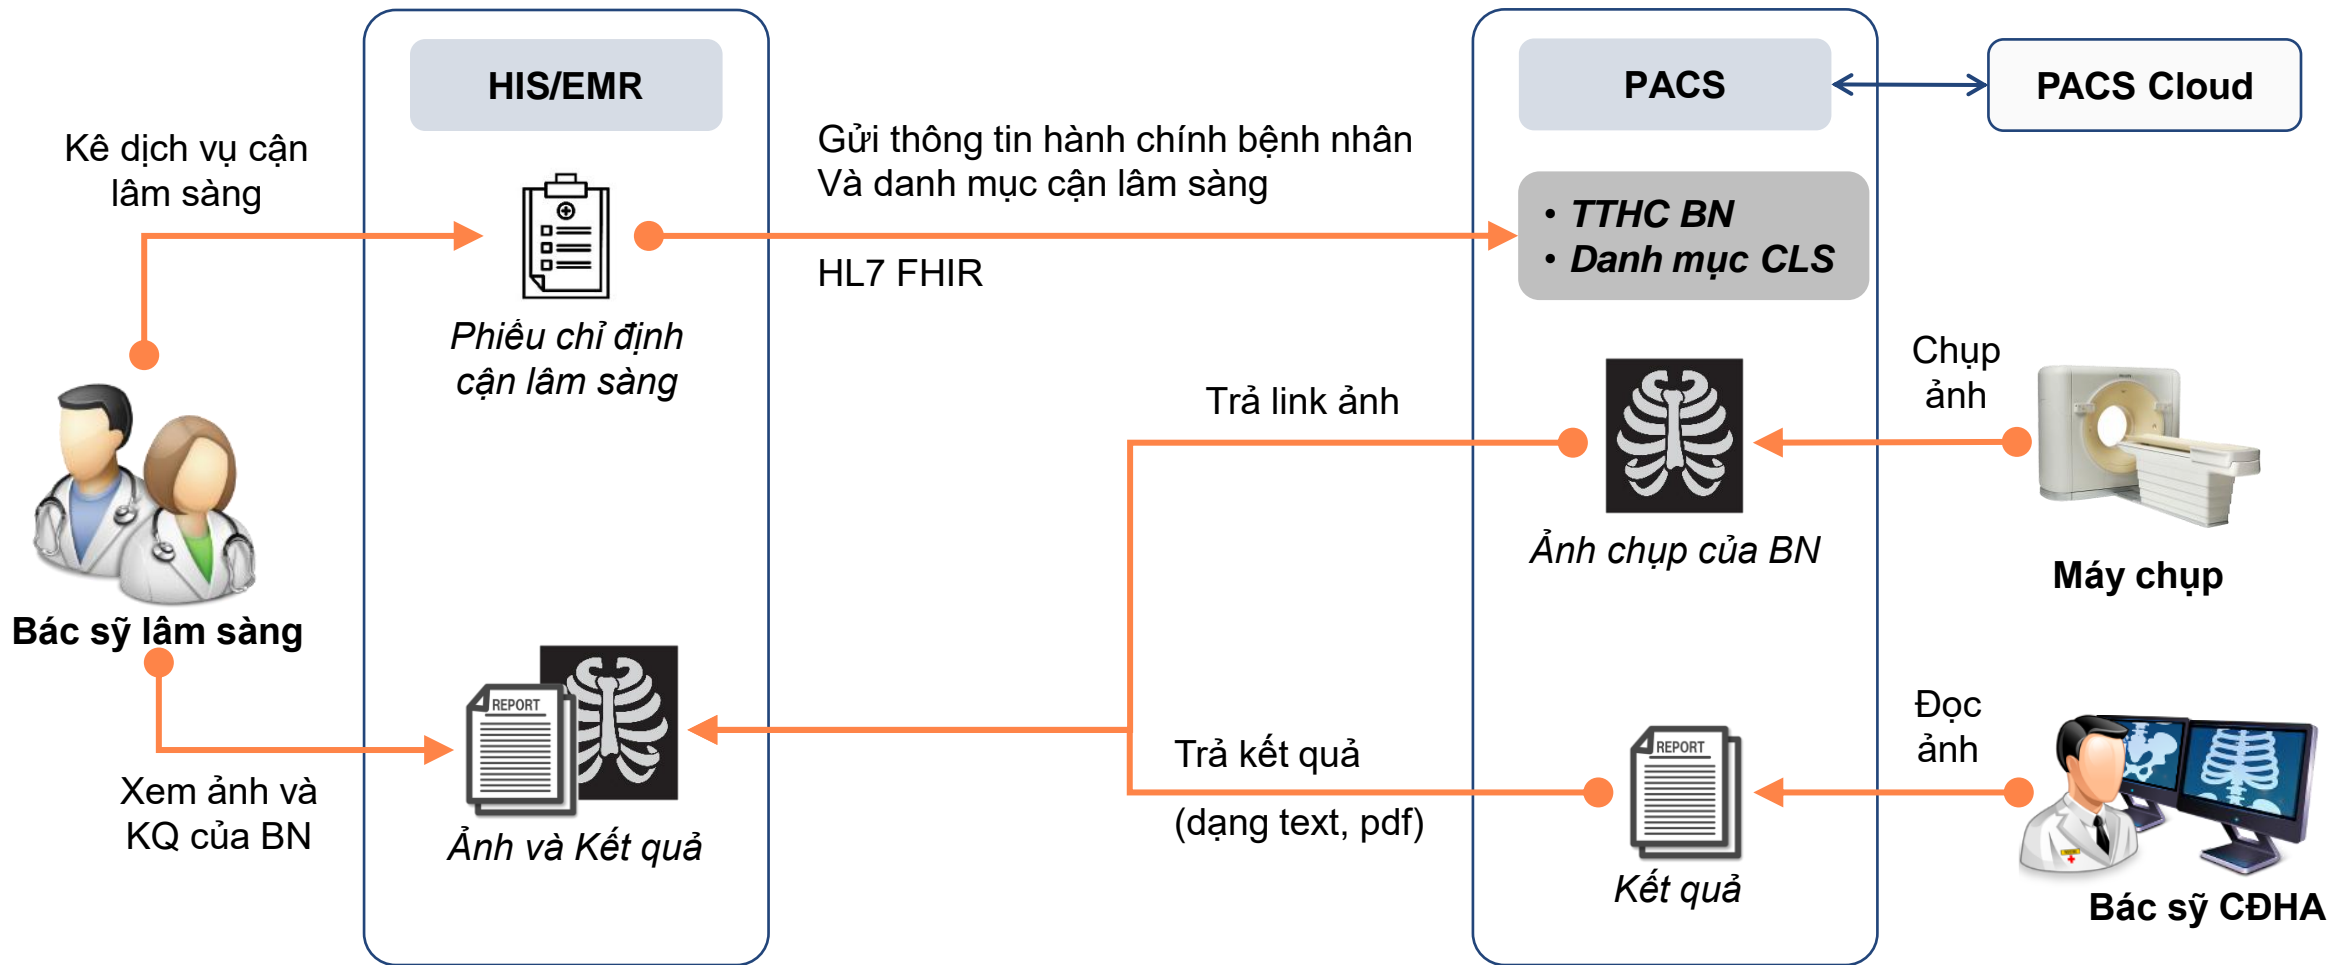 HIS/EMR
PACS
PACS Cloud
Kê dịch vụ cận
lâm sàng
Gửi thông tin hành chính bệnh nhân
Và danh mục cận lâm sàng
HL7 FHIR
• TTHC BN
• Danh mục CLS
Phiếu chỉ định
cận lâm sàng
Trả link ảnh
Chụp
ảnh
Ảnh chụp của BN
Máy chụp
Bác sỹ lâm sàng
REPORT
Xem ảnh và
KQ của BN
Ảnh và Kết quả
Trả kết quả
(dạng text, pdf)
REPORT
Kết quả
Đọc
ảnh
Bác sỹ CĐHA